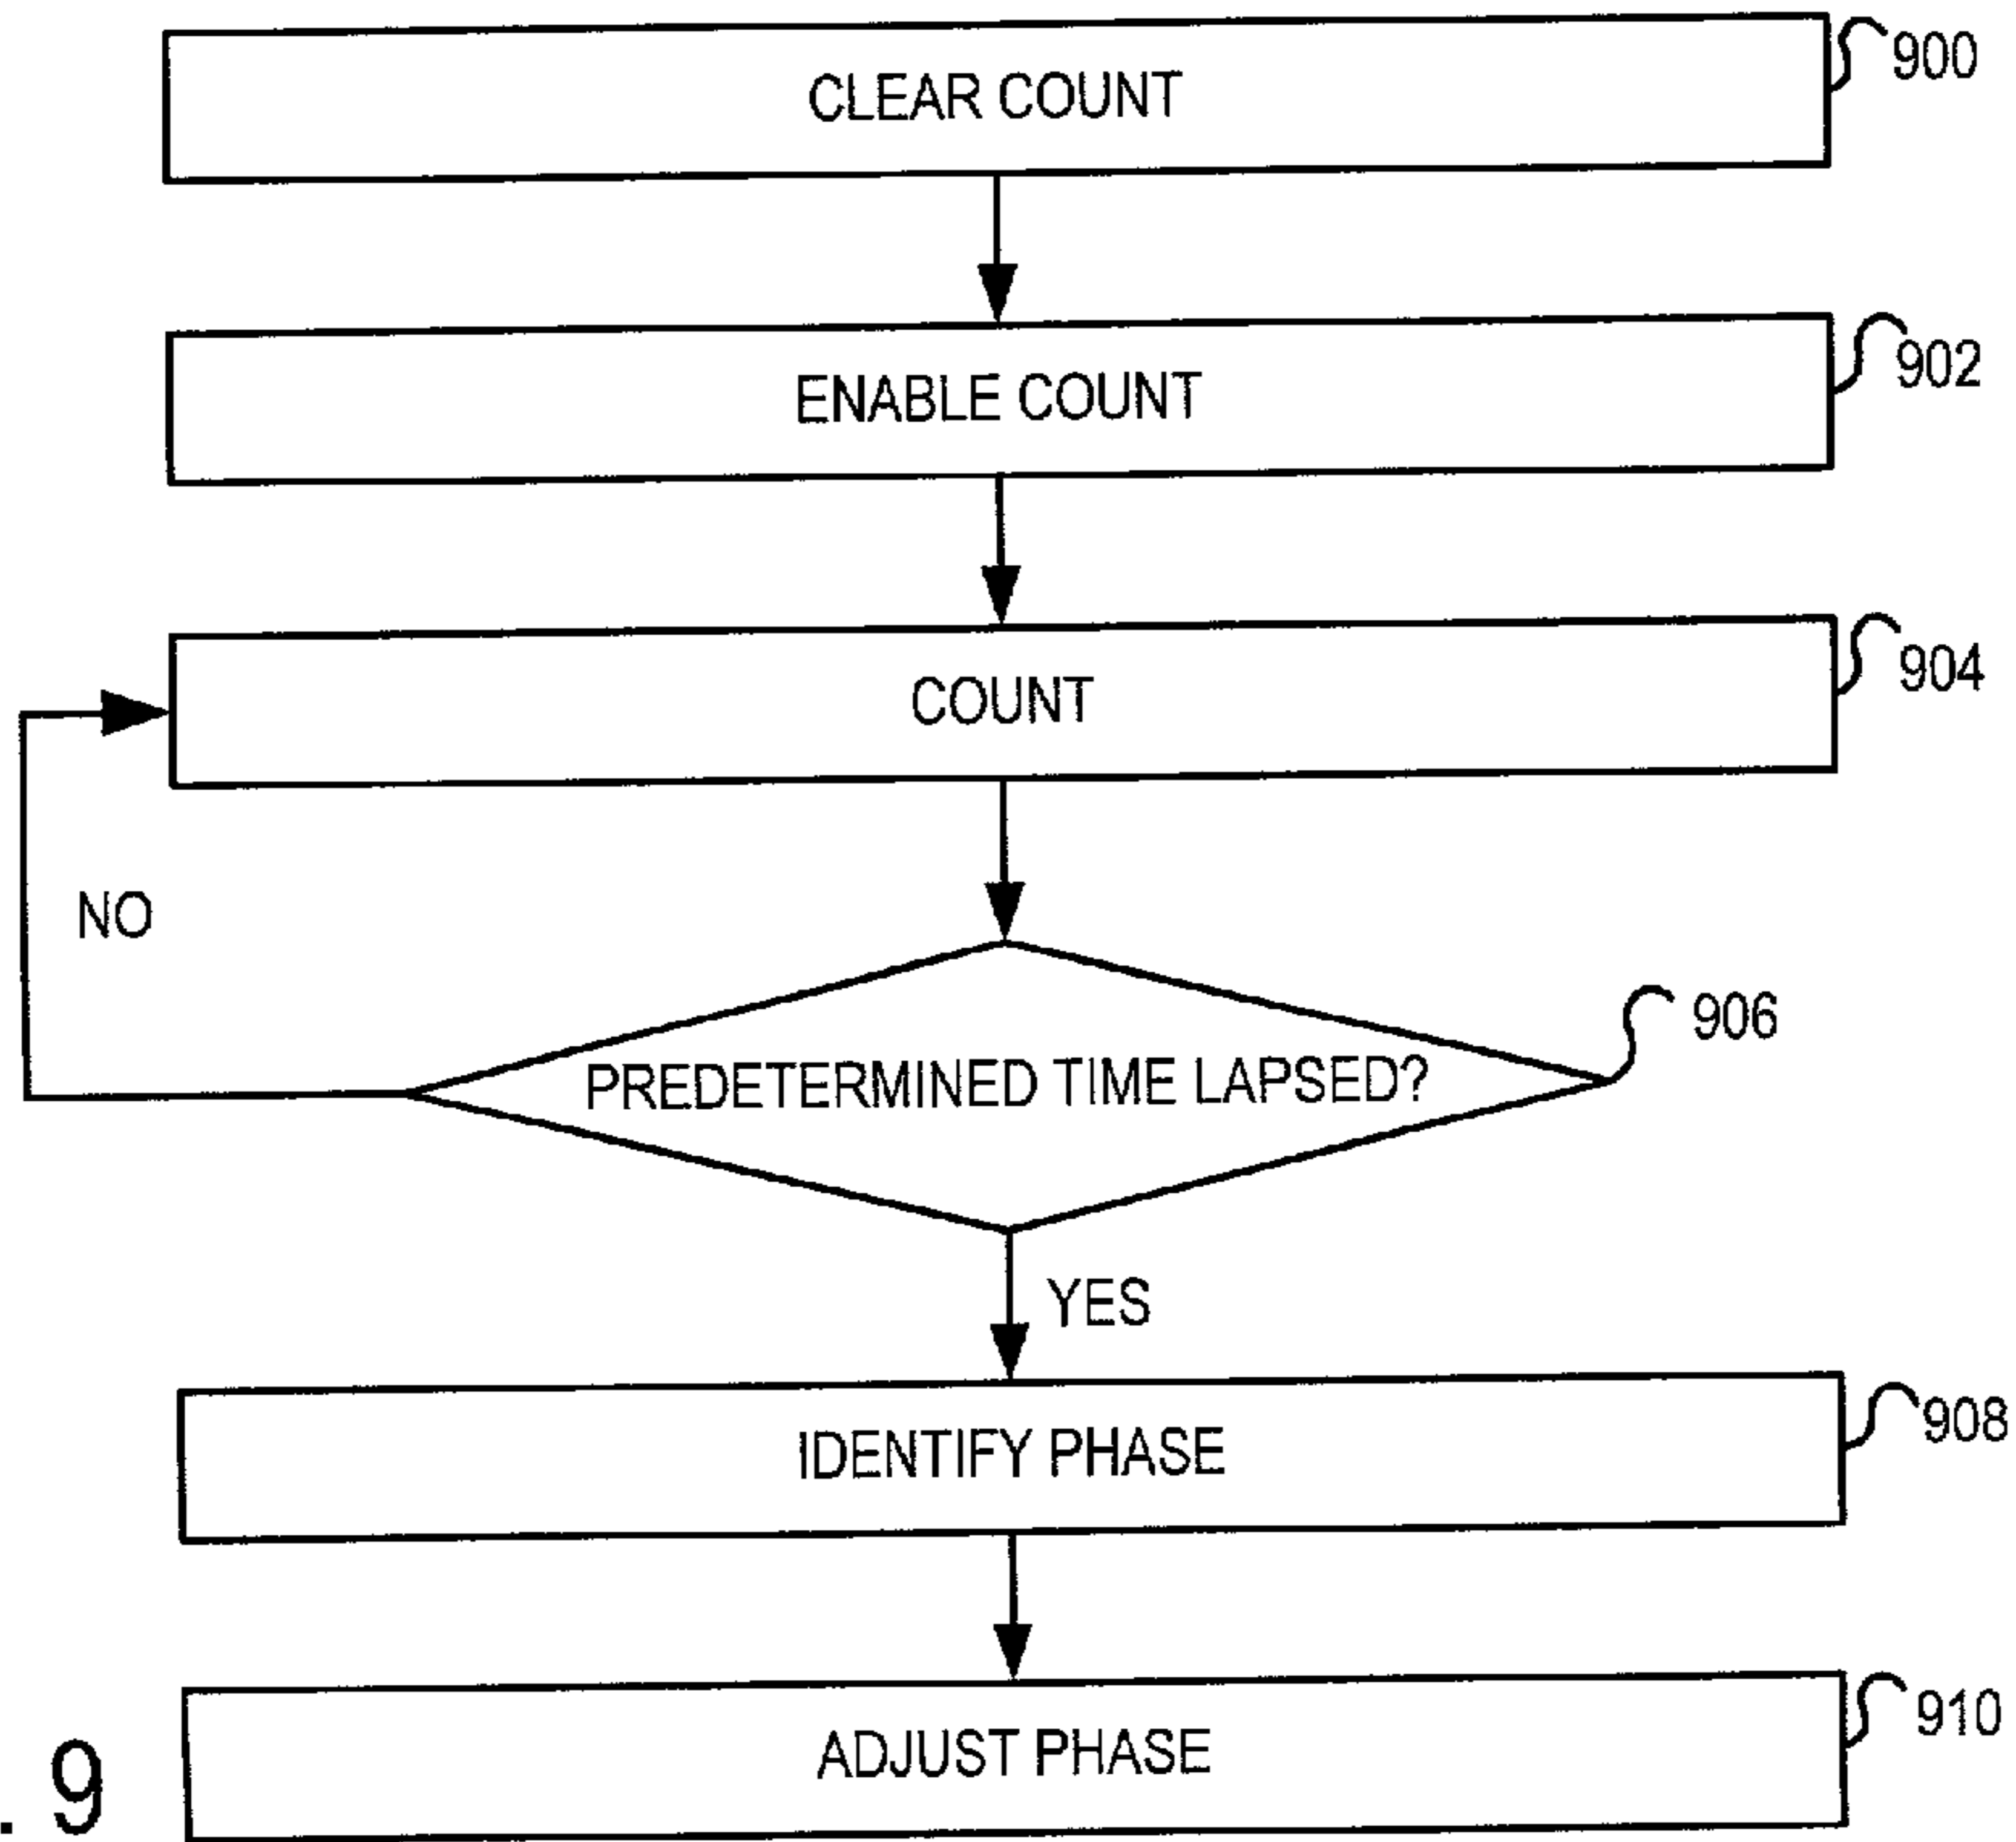 CLEAR COUNT
900
ENABLE COUNT
902
COUNT
904
NO
PREDETERMINED TIME LAPSED?
906
YES
IDENTIFY PHASE
908
ADJUST PHASE
910
. 9